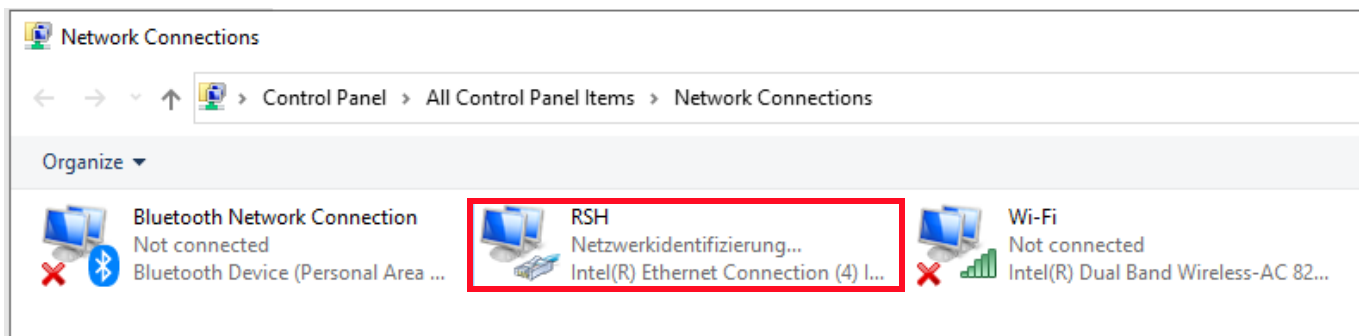 Network Connections
Control Panel > All Control Panel Items > Network Connections
Organize
Bluetooth Network Connection
Not connected
Bluetooth Device (Personal Area ...
RSH
Netzwerkidentifizierung...
Intel(R) Ethernet Connection (4) I...
Wi-Fi
Not connected
Intel(R) Dual Band Wireless-AC 82...